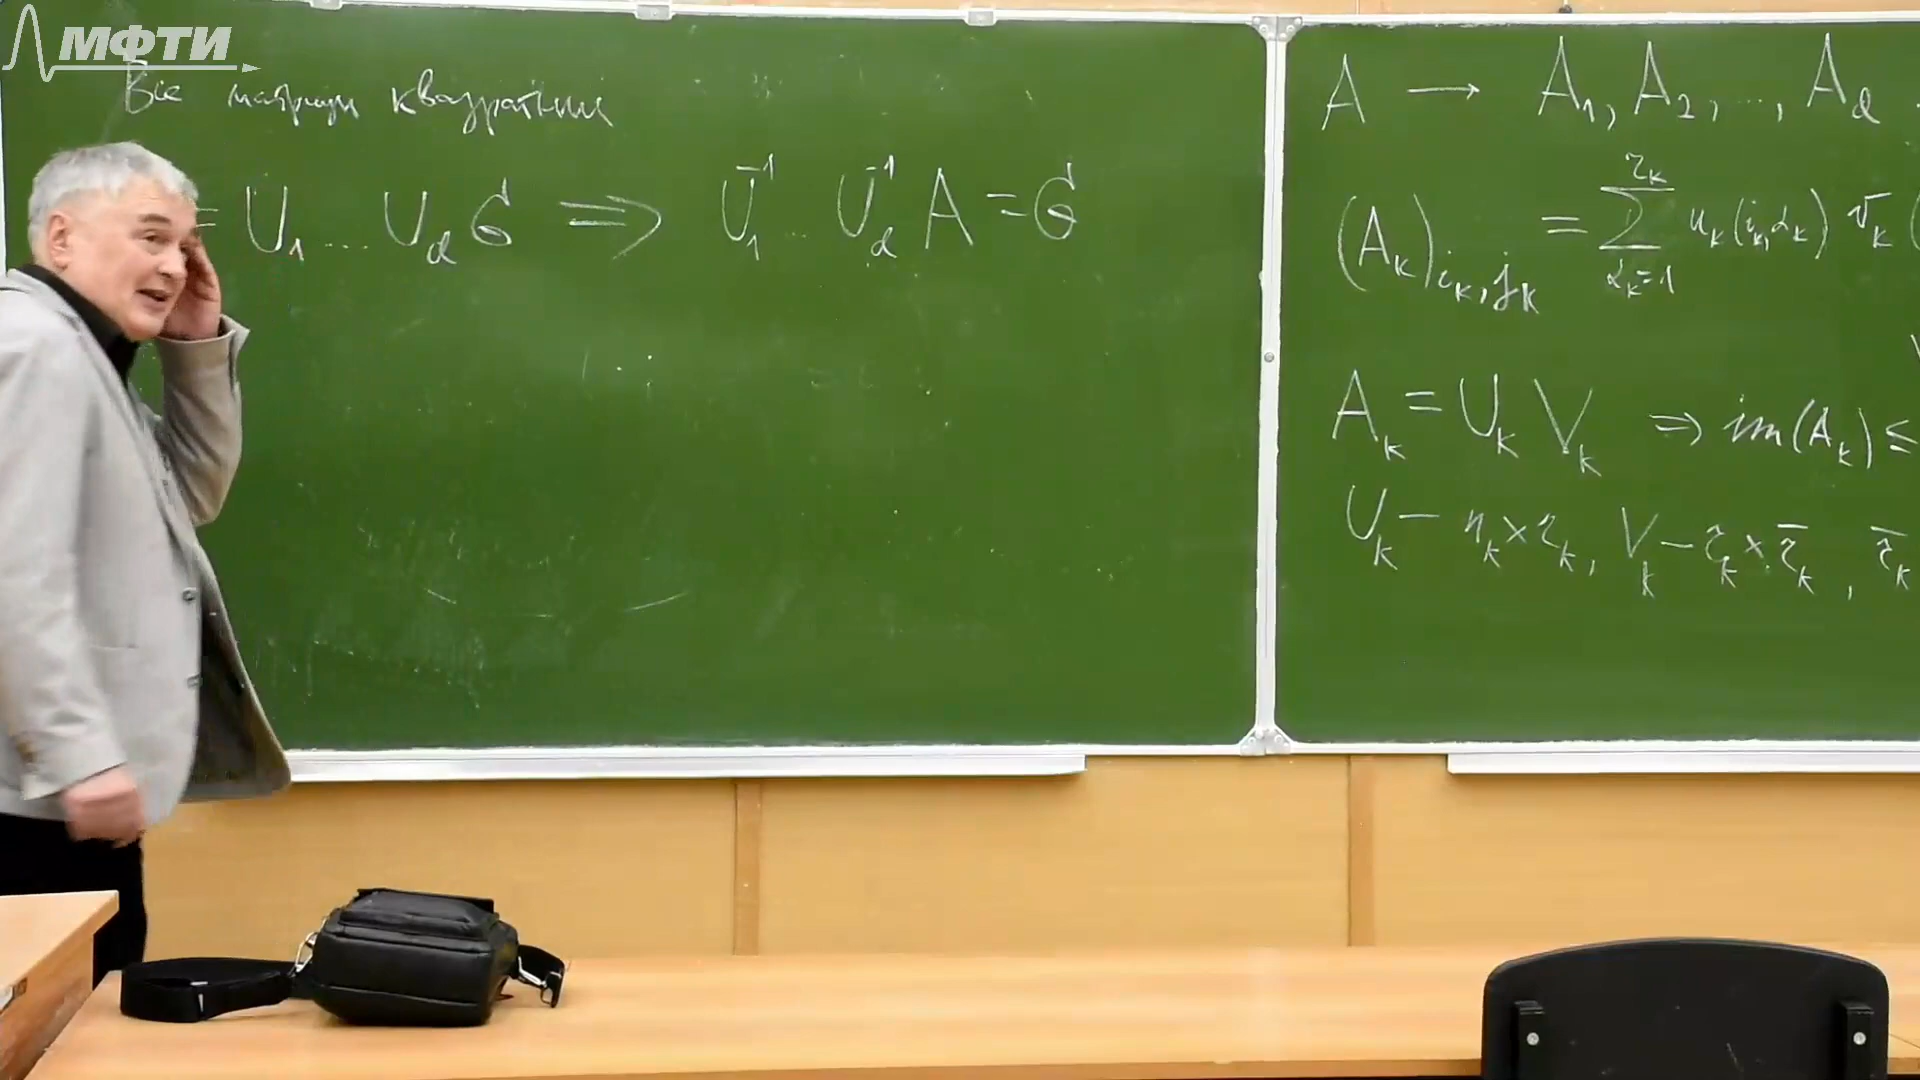 МФТИ
Все матрицы квадратные
= U₁ ... U_d G ⟹ U₁⁻¹ ... U_d⁻¹ A = G
A → A₁, A₂, ..., A_d
(A_k)_{i_k, j_k} = ∑_{α_k=1}^{r_k} u_k(i_k, α_k) v_k(
A_k = U_k V_k ⇒ im(A_k) ≤
U_k − n_k × r_k, V_k − r_k × r̄_k, r̄_k